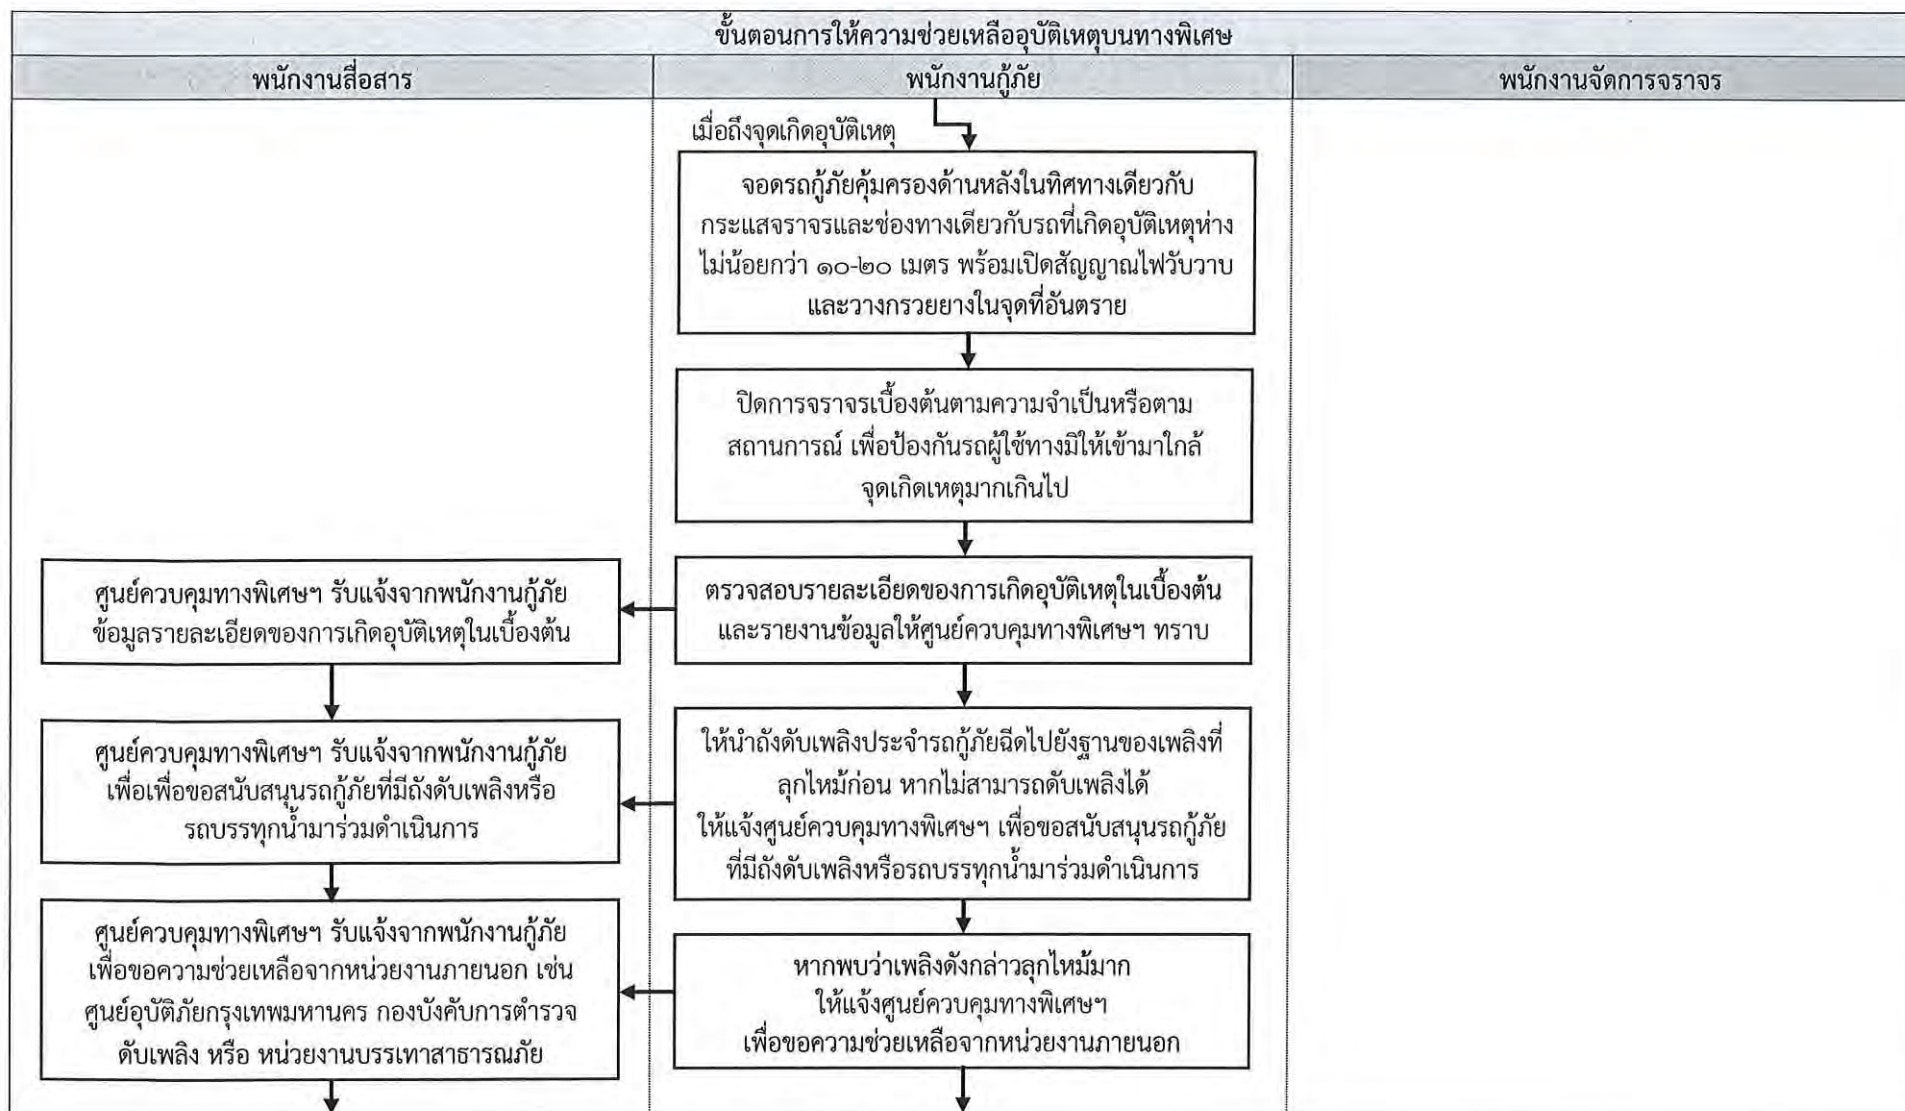 ขั้นตอนการให้ความช่วยเหลืออุบัติเหตุบนทางพิเศษ
พนักงานสื่อสาร
พนักงานกู้ภัย
พนักงานจัดการจราจร
เมื่อถึงจุดเกิดอุบัติเหตุ
จอดรถกู้ภัยคุ้มครองด้านหลังในทิศทางเดียวกับ
กระแสจราจรและช่องทางเดียวกับรถที่เกิดอุบัติเหตุห่าง
ไม่น้อยกว่า ๑๐-๒๐ เมตร พร้อมเปิดสัญญาณไฟวับวาบ
และวางกรวยยางในจุดที่อันตราย
ปิดการจราจรเบื้องต้นตามความจำเป็นหรือตาม
สถานการณ์ เพื่อป้องกันรถผู้ใช้ทางมิให้เข้ามาใกล้
จุดเกิดเหตุมากเกินไป
ตรวจสอบรายละเอียดของการเกิดอุบัติเหตุในเบื้องต้น
และรายงานข้อมูลให้ศูนย์ควบคุมทางพิเศษฯ ทราบ
ศูนย์ควบคุมทางพิเศษฯ รับแจ้งจากพนักงานกู้ภัย
ข้อมูลรายละเอียดของการเกิดอุบัติเหตุในเบื้องต้น
ให้นำถังดับเพลิงประจำรถกู้ภัยฉีดไปยังฐานของเพลิงที่
ลุกไหม้ก่อน หากไม่สามารถดับเพลิงได้
ให้แจ้งศูนย์ควบคุมทางพิเศษฯ เพื่อขอสนับสนุนรถกู้ภัย
ที่มีถังดับเพลิงหรือรถบรรทุกน้ำมาร่วมดำเนินการ
ศูนย์ควบคุมทางพิเศษฯ รับแจ้งจากพนักงานกู้ภัย
เพื่อเพื่อขอสนับสนุนรถกู้ภัยที่มีถังดับเพลิงหรือ
รถบรรทุกน้ำมาร่วมดำเนินการ
หากพบว่าเพลิงดังกล่าวลุกไหม้มาก
ให้แจ้งศูนย์ควบคุมทางพิเศษฯ
เพื่อขอความช่วยเหลือจากหน่วยงานภายนอก
ศูนย์ควบคุมทางพิเศษฯ รับแจ้งจากพนักงานกู้ภัย
เพื่อขอความช่วยเหลือจากหน่วยงานภายนอก เช่น
ศูนย์อุบัติภัยกรุงเทพมหานคร กองบังคับการตำรวจ
ดับเพลิง หรือ หน่วยงานบรรเทาสาธารณภัย